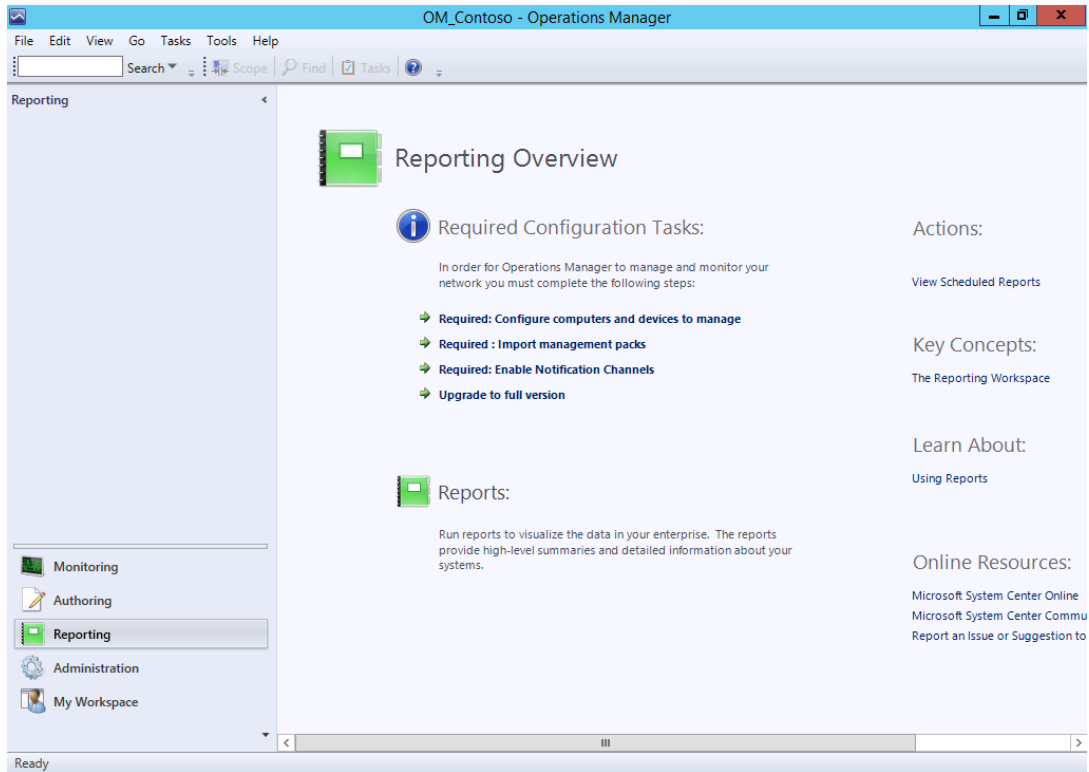 OM_Contoso - Operations Manager
File Edit View Go Tasks Tools Help
Search Scope Find Tasks
Reporting
Reporting Overview
Required Configuration Tasks:
In order for Operations Manager to manage and monitor your
network you must complete the following steps:
Required: Configure computers and devices to manage
Required : Import management packs
Required: Enable Notification Channels
Upgrade to full version
Reports:
Run reports to visualize the data in your enterprise. The reports
provide high-level summaries and detailed information about your
systems.
Actions:
View Scheduled Reports
Key Concepts:
The Reporting Workspace
Learn About:
Using Reports
Online Resources:
Microsoft System Center Online
Microsoft System Center Commu
Report an Issue or Suggestion to
Monitoring
Authoring
Reporting
Administration
My Workspace
Ready